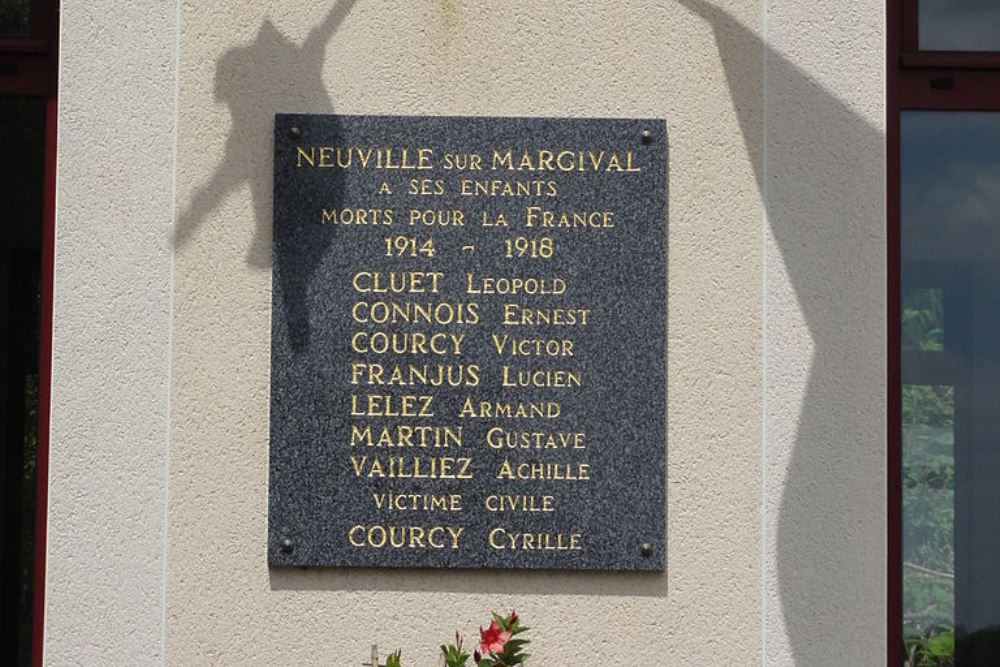 NEUVILLE SUR MARGIVAL
A SES ENFANTS
MORTS POUR LA FRANCE
1914 - 1918
CLUET LEOPOLD
CONNOIS ERNEST
COURCY VICTOR
FRANJUS LUCIEN
LELEZ ARMAND
MARTIN GUSTAVE
VAILLIEZ ACHILLE
VICTIME CIVILE
COURCY CYRILLE